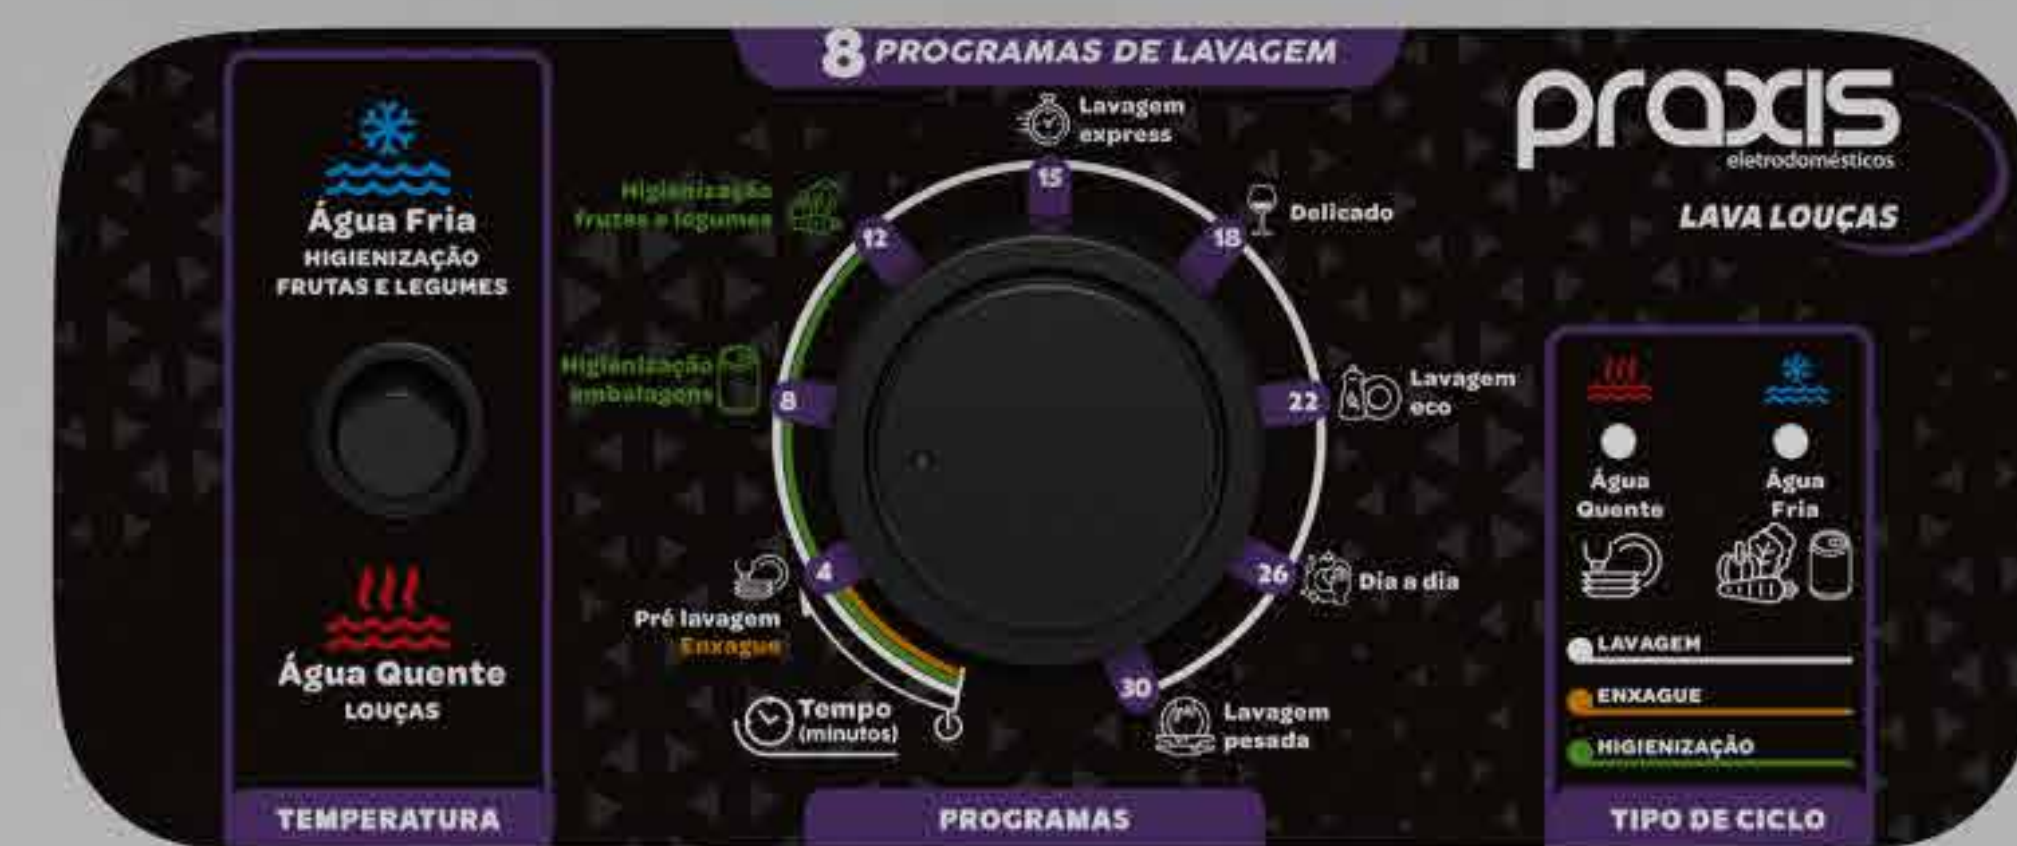 8 PROGRAMAS DE LAVAGEM
praxis
eletrodomésticos
LAVA LOUÇAS
Água Fria
HIGIENIZAÇÃO
FRUTAS E LEGUMES
Água Quente
LOUÇAS
TEMPERATURA
Lavagem
express
15
Higienização
frutas e legumes
12
18
Delicado
Higienização
embalagens
8
22
Lavagem
eco
4
Pré lavagem
Enxague
26
Dia a dia
Tempo
(minutos)
30
Lavagem
pesada
PROGRAMAS
Água
Quente
Água
Fria
LAVAGEM
ENXAGUE
HIGIENIZAÇÃO
TIPO DE CICLO